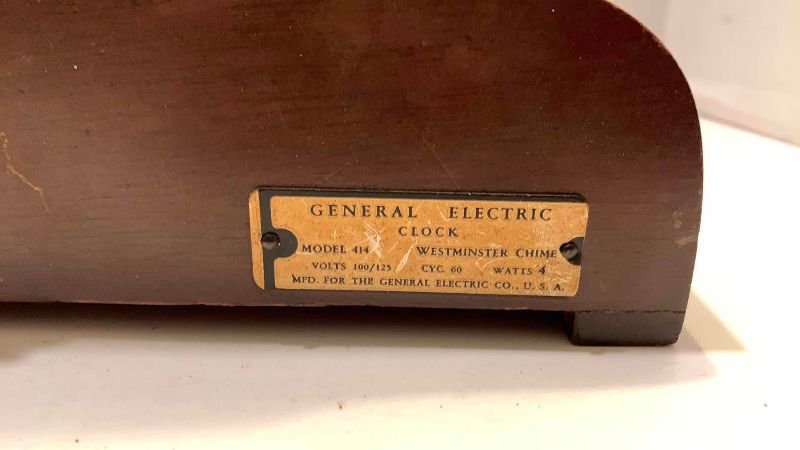 GENERAL ELECTRIC
CLOCK
MODEL 414 WESTMINSTER CHIME
VOLTS 100/125 CYC. 60 WATTS 4
MFD. FOR THE GENERAL ELECTRIC CO., U. S. A.